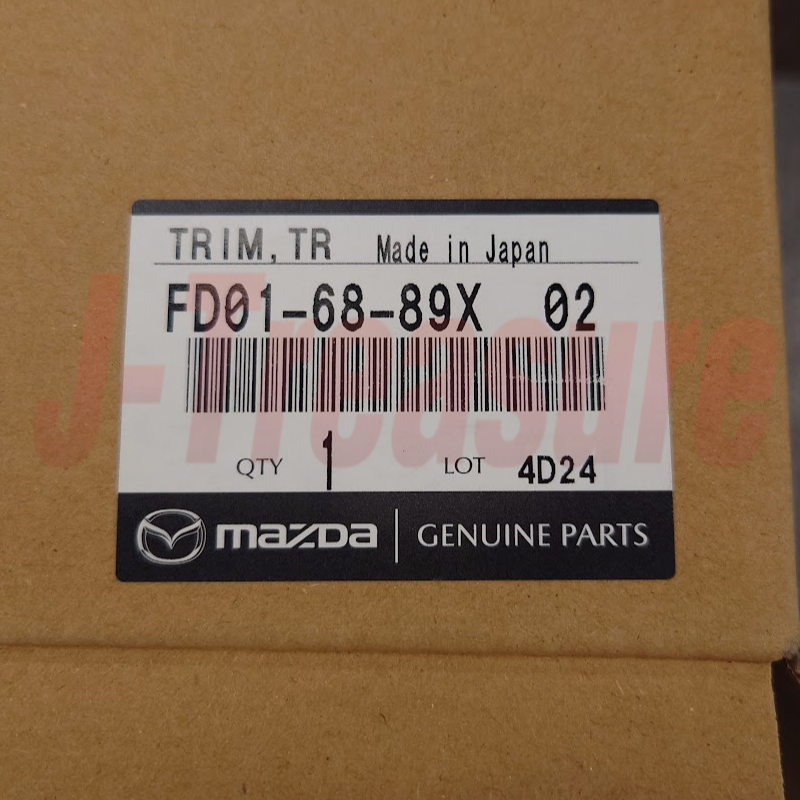 TRIM, TR Made in Japan
FD01-68-89X 02
J-Treasure
QTY 1 LOT 4D24
mazda GENUINE PARTS